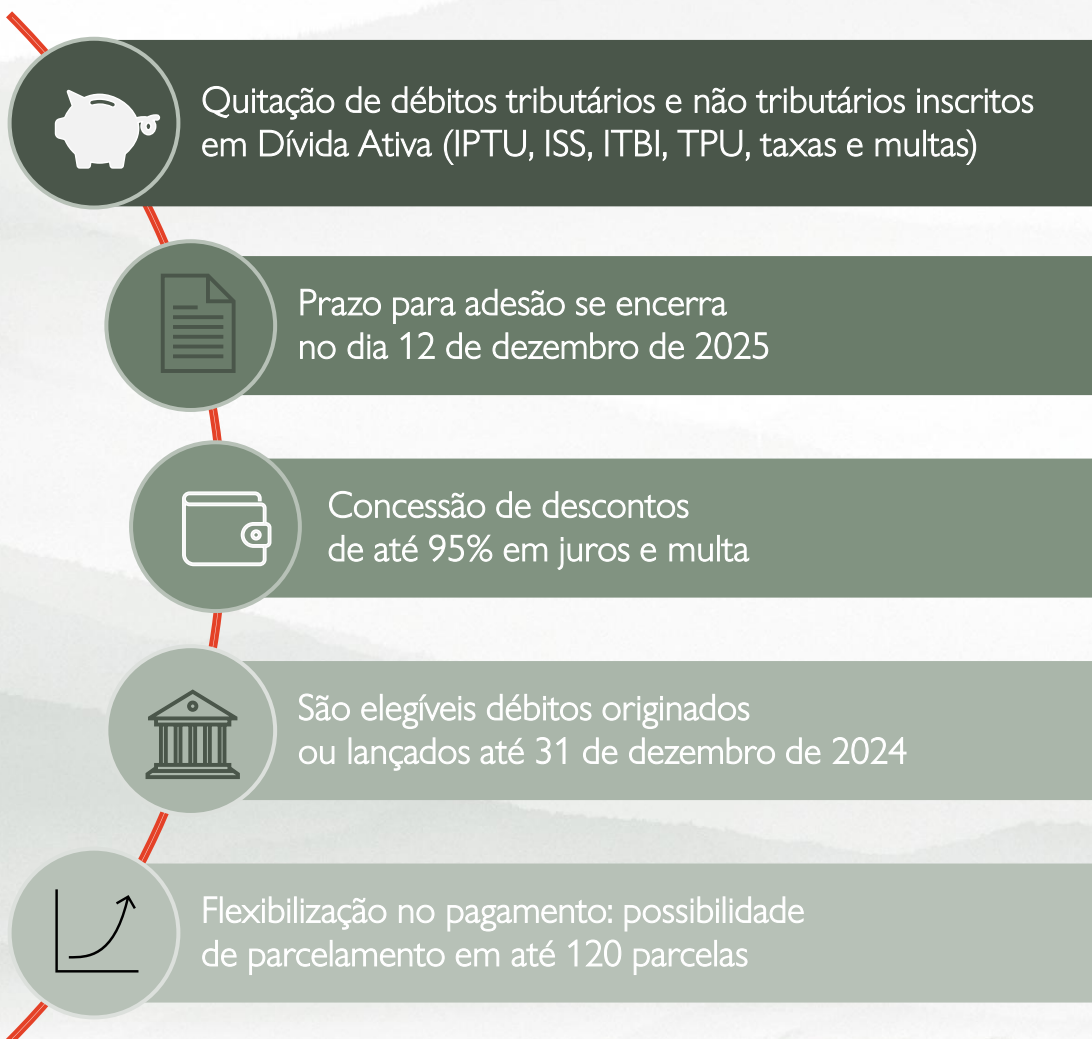 Quitação de débitos tributários e não tributários inscritos
em Dívida Ativa (IPTU, ISS, ITBI, TPU, taxas e multas)
Prazo para adesão se encerra
no dia 12 de dezembro de 2025
Concessão de descontos
de até 95% em juros e multa
São elegíveis débitos originados
ou lançados até 31 de dezembro de 2024
Flexibilização no pagamento: possibilidade
de parcelamento em até 120 parcelas